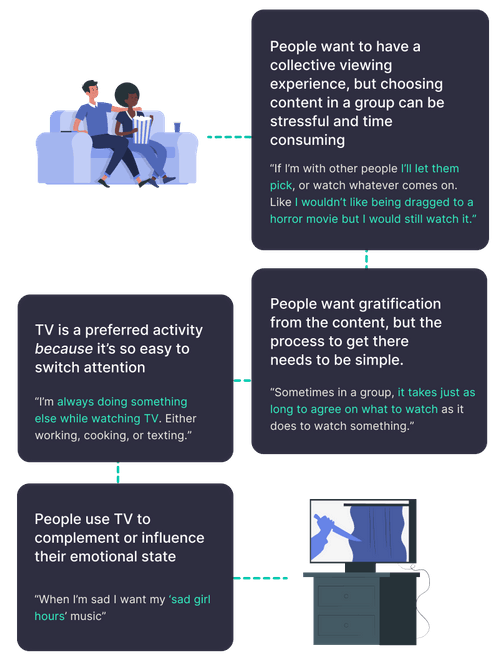 People want to have a
collective viewing
experience, but choosing
content in a group can be
stressful and time
consuming
“If I’m with other people I’ll let them
pick, or watch whatever comes on.
Like I wouldn’t like being dragged to a
horror movie but I would still watch it.”
People want gratification
from the content, but the
process to get there
needs to be simple.
“Sometimes in a group, it takes just as
long to agree on what to watch as it
does to watch something.”
TV is a preferred activity
because it’s so easy to
switch attention
“I’m always doing something
else while watching TV. Either
working, cooking, or texting.”
People use TV to
complement or influence
their emotional state
“When I’m sad I want my ‘sad girl
hours’ music”